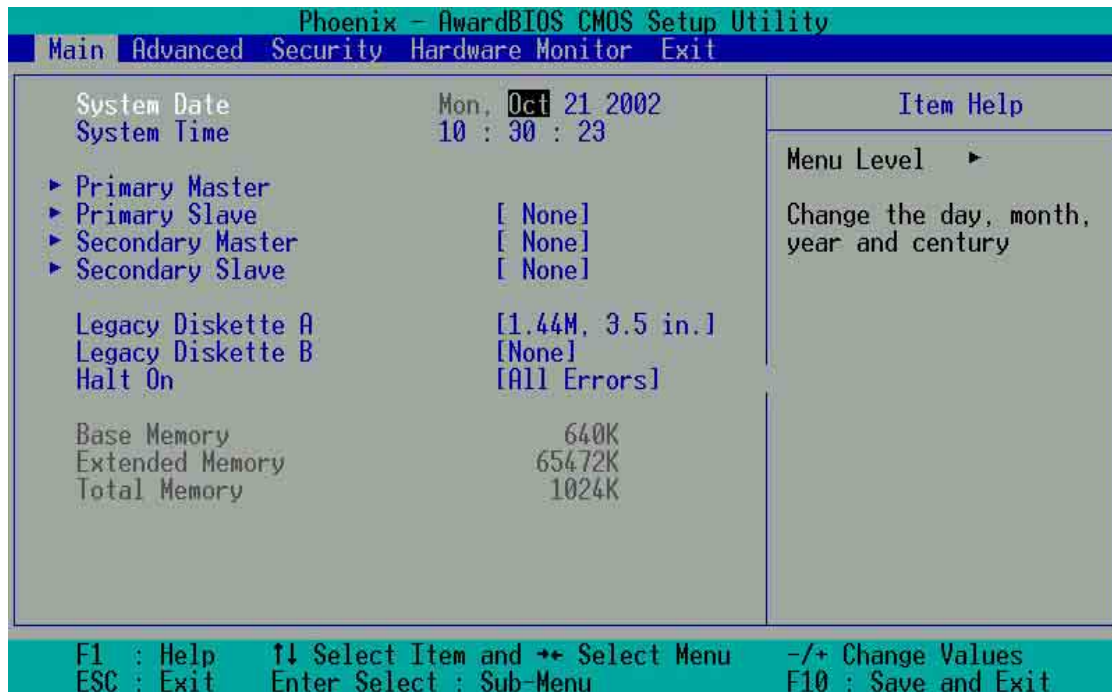 Phoenix – AwardBIOS CMOS Setup Utility
Main Advanced Security Hardware Monitor Exit
System Date Mon, Oct 21 2002
System Time 10 : 30 : 23
▶ Primary Master
▶ Primary Slave [ None]
▶ Secondary Master [ None]
▶ Secondary Slave [ None]
Legacy Diskette A [1.44M, 3.5 in.]
Legacy Diskette B [None]
Halt On [All Errors]
Base Memory 640K
Extended Memory 65472K
Total Memory 1024K
Item Help
Menu Level ▶
Change the day, month,
year and century
F1 : Help ↑↓ Select Item and →← Select Menu -/+ Change Values
ESC : Exit Enter Select : Sub-Menu F10 : Save and Exit